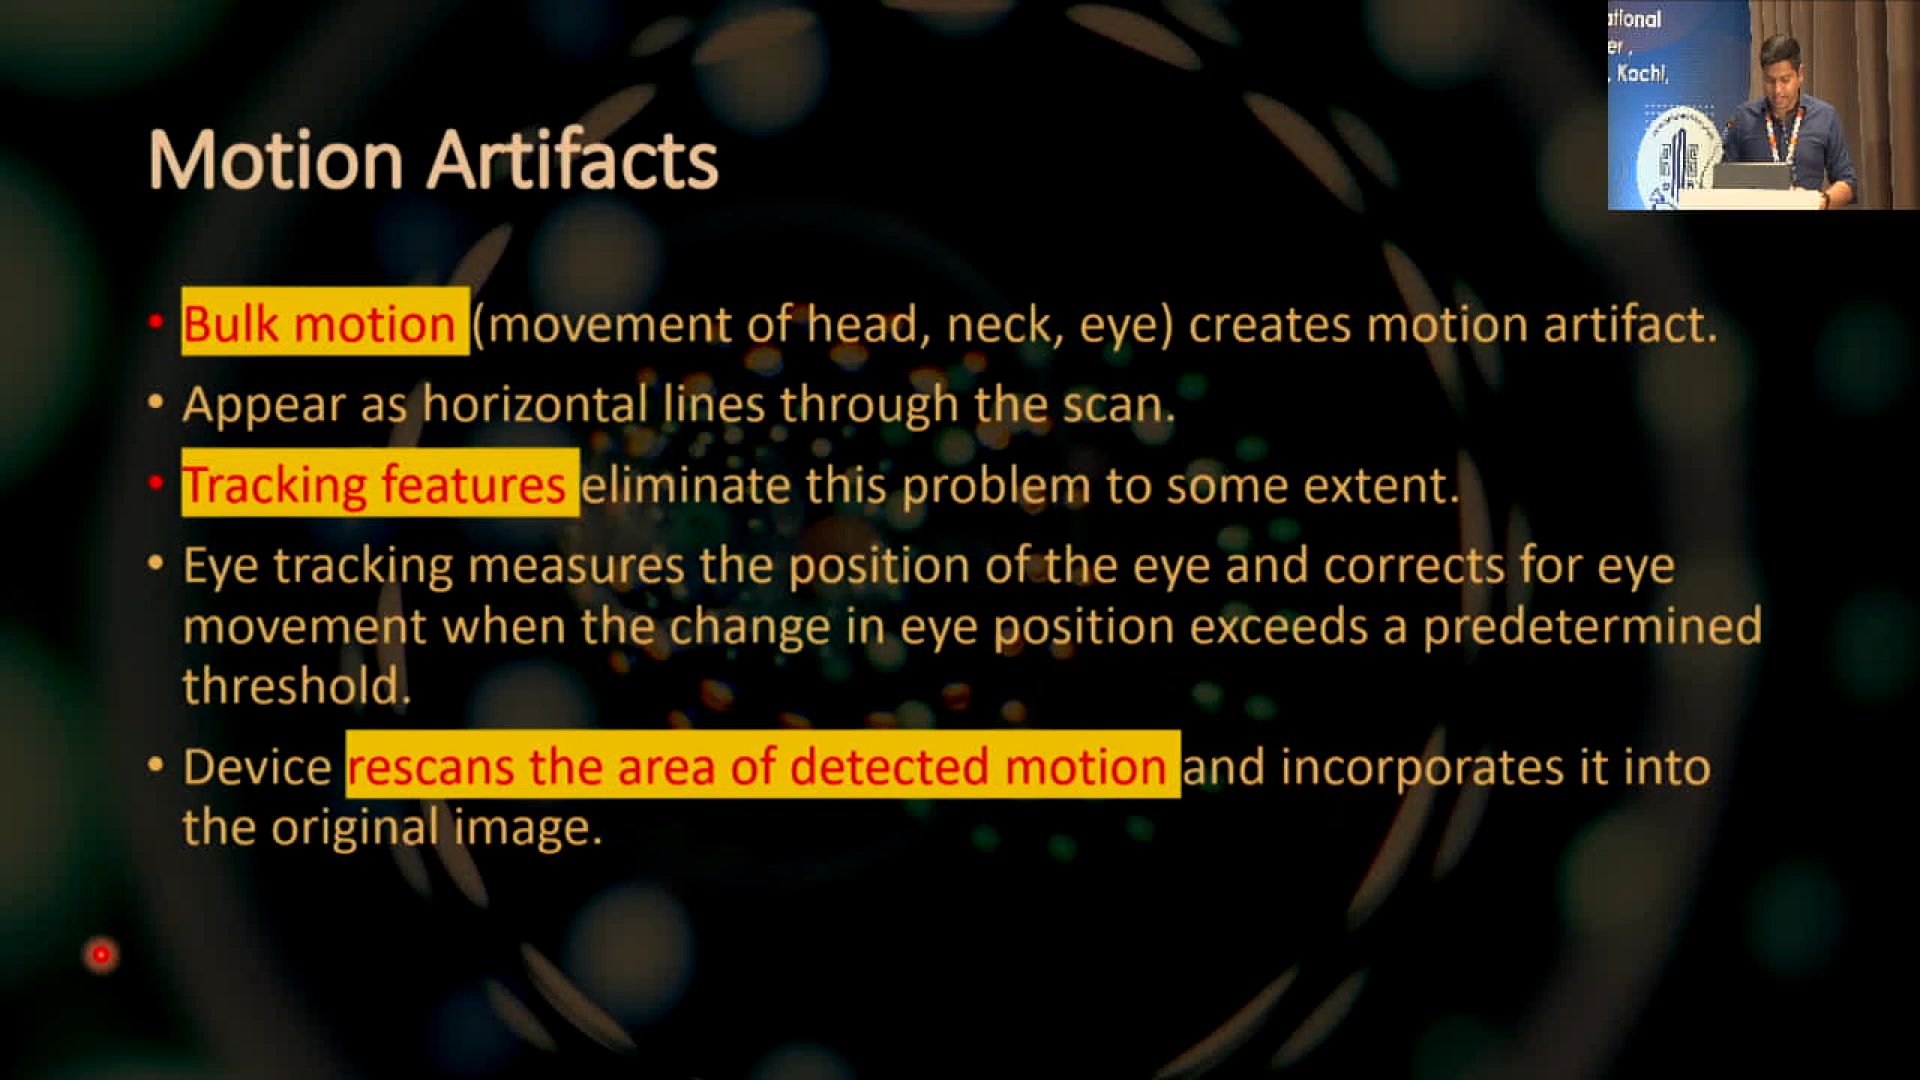 ational
er ,
, Kochi,
Motion Artifacts
• Bulk motion (movement of head, neck, eye) creates motion artifact.
• Appear as horizontal lines through the scan.
• Tracking features eliminate this problem to some extent.
• Eye tracking measures the position of the eye and corrects for eye
movement when the change in eye position exceeds a predetermined
threshold.
• Device rescans the area of detected motion and incorporates it into
the original image.